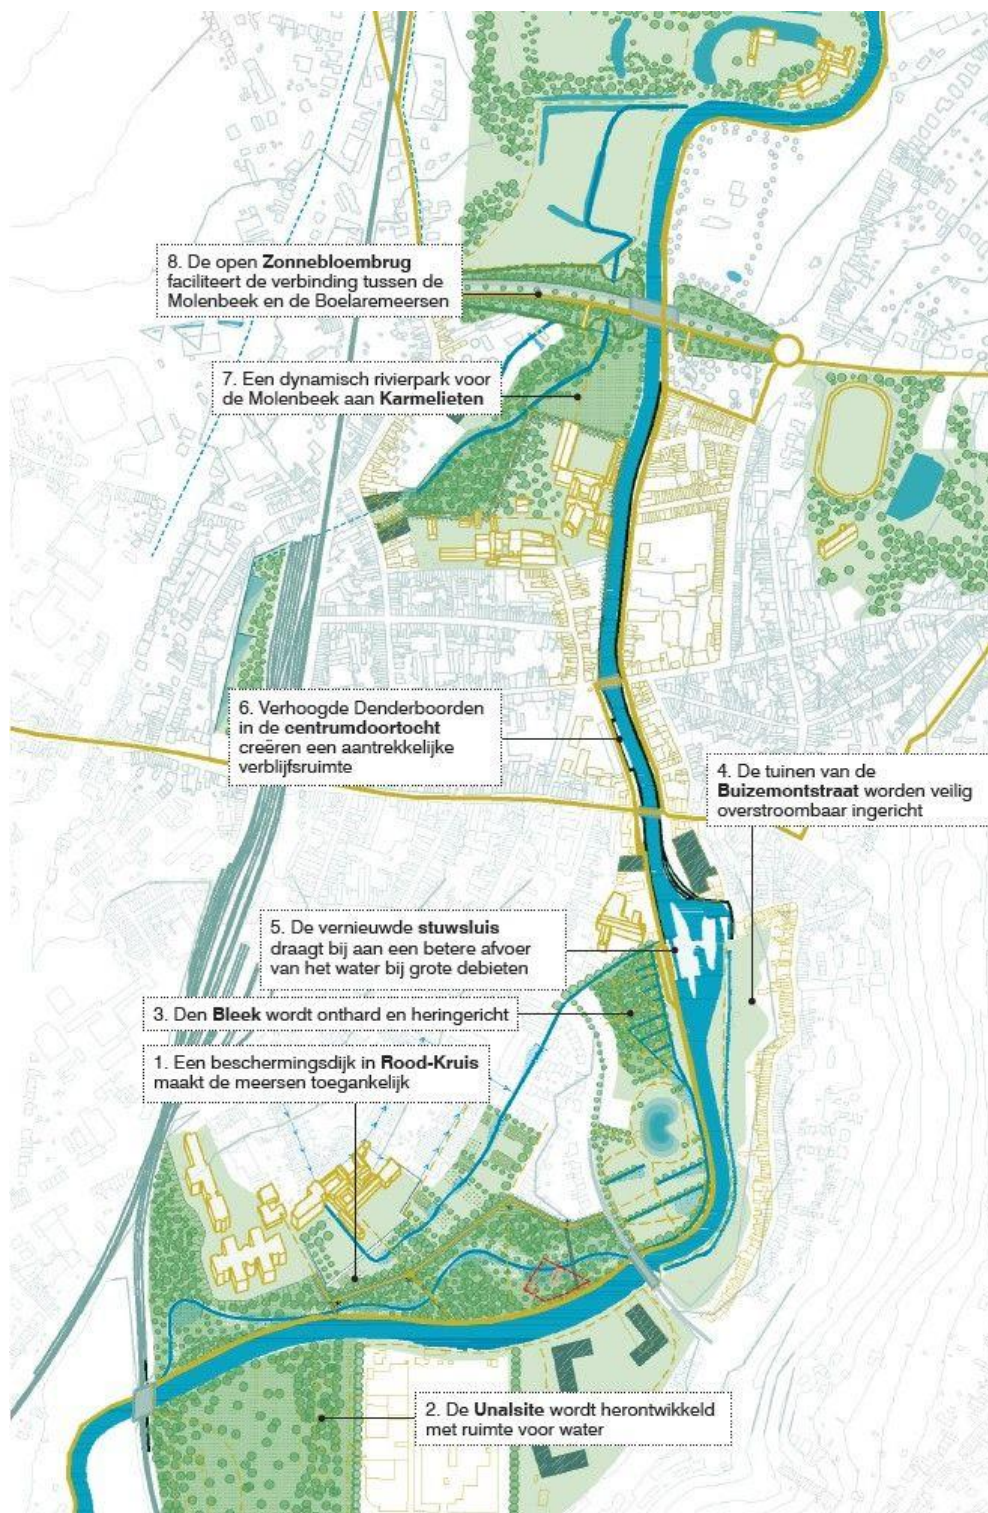 8. De open Zonnebloembrug
faciliteert de verbinding tussen de
Molenbeek en de Boelaremeersen
7. Een dynamisch rivierpark voor
de Molenbeek aan Karmelieten
6. Verhoogde Denderboorden
in de centrumdoortocht
creëren een aantrekkelijke
verblijfsruimte
4. De tuinen van de
Buizemontstraat worden veilig
overstroombaar ingericht
5. De vernieuwde stuwsluis
draagt bij aan een betere afvoer
van het water bij grote debieten
3. Den Bleek wordt onthard en heringericht
1. Een beschermingsdijk in Rood-Kruis
maakt de meersen toegankelijk
2. De Unalsite wordt herontwikkeld
met ruimte voor water